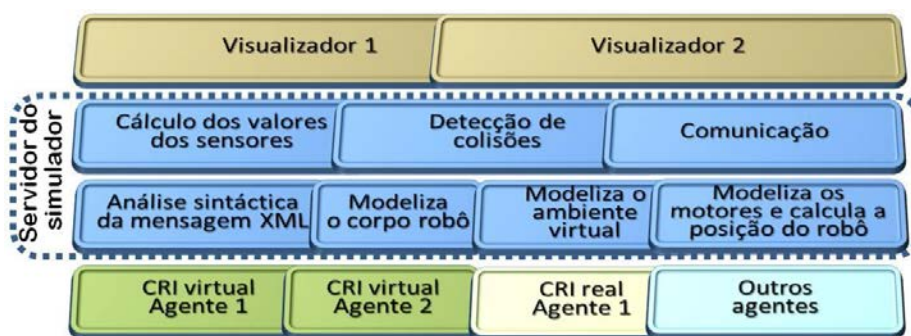 Visualizador 1
Visualizador 2
Servidor do
simulador
Cálculo dos valores
dos sensores
Detecção de
colisões
Comunicação
Análise sintáctica
da mensagem XML
Modeliza
o corpo robô
Modeliza o
ambiente
virtual
Modeliza os
motores e calcula a
posição do robô
CRI virtual
Agente 1
CRI virtual
Agente 2
CRI real
Agente 1
Outros
agentes